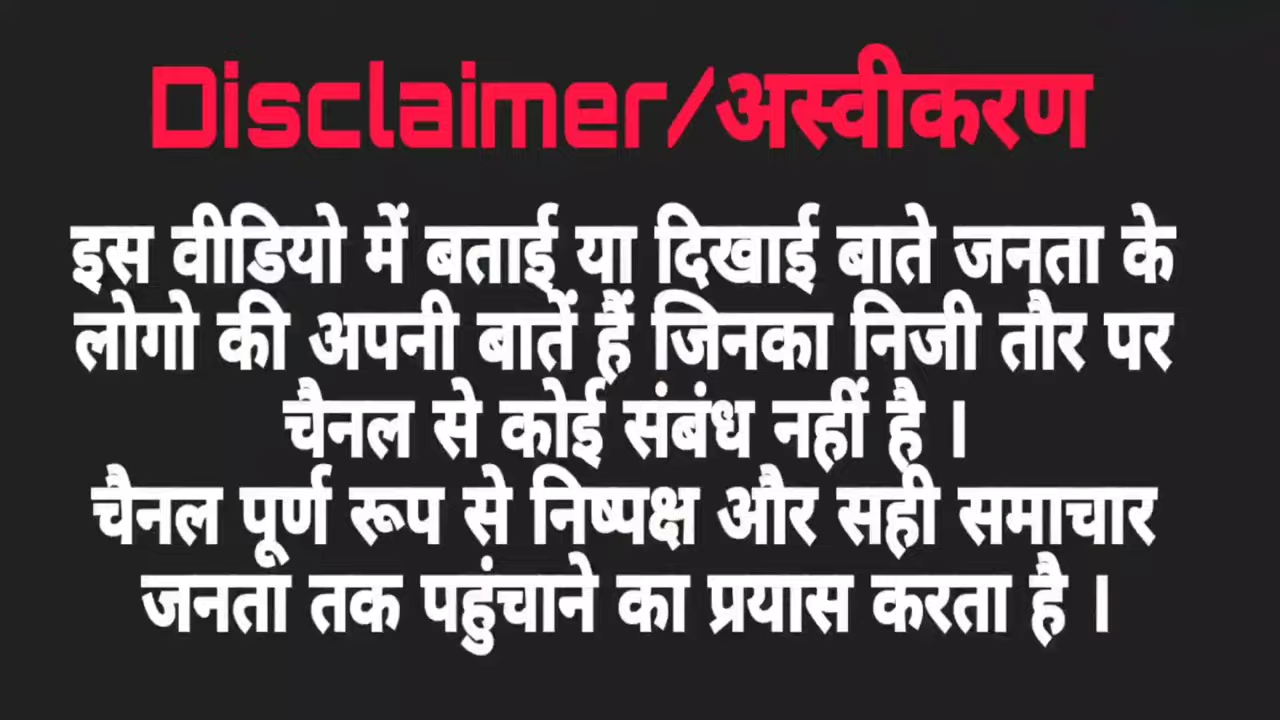 Disclaimer/अस्वीकरण
इस वीडियो में बताई या दिखाई बाते जनता के
लोगो की अपनी बातें हैं जिनका निजी तौर पर
चैनल से कोई संबंध नहीं है ।
चैनल पूर्ण रूप से निष्पक्ष और सही समाचार
जनता तक पहुंचाने का प्रयास करता है ।